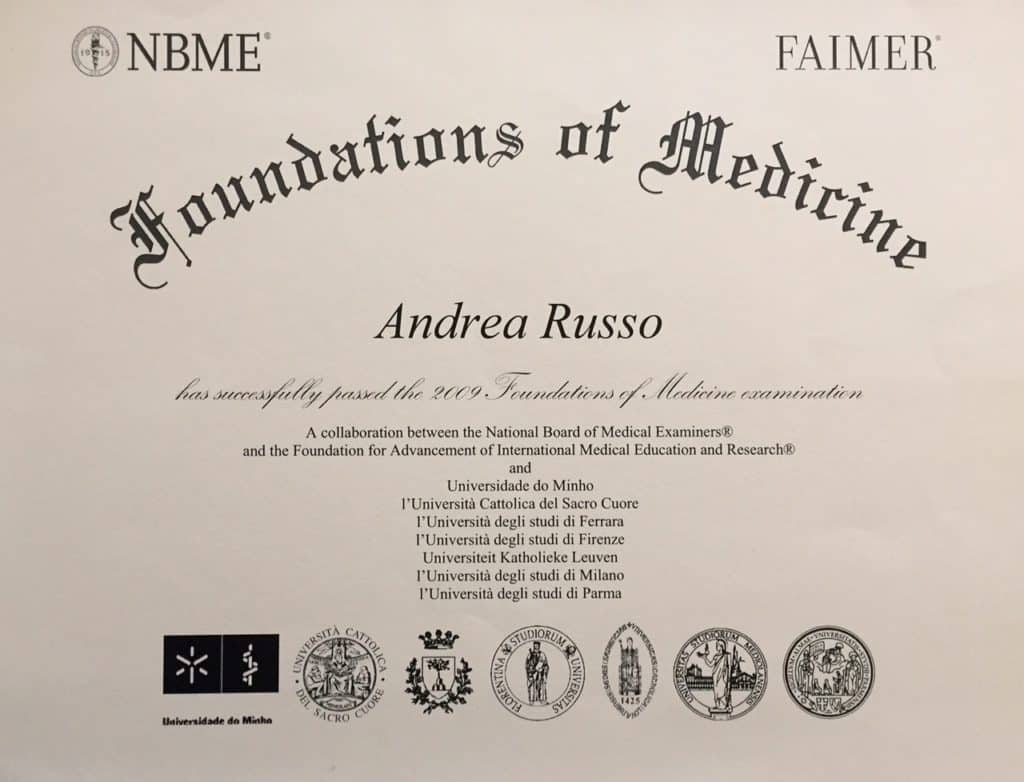 1915 NBME®
FAIMER®
Foundations of Medicine
Andrea Russo
has successfully passed the 2009 Foundations of Medicine examination
A collaboration between the National Board of Medical Examiners®
and the Foundation for Advancement of International Medical Education and Research®
and
Universidade do Minho
l’Università Cattolica del Sacro Cuore
l’Università degli studi di Ferrara
l’Università degli studi di Firenze
Universiteit Katholieke Leuven
l’Università degli studi di Milano
l’Università degli studi di Parma
Universidade do Minho
UNIVERSITÀ CATTOLICA DEL SACRO CUORE
FLORENTINA STUDIORUM UNIVERSITAS
1425
UNIVERSITAS STUDIORUM MEDIOLANENSIS